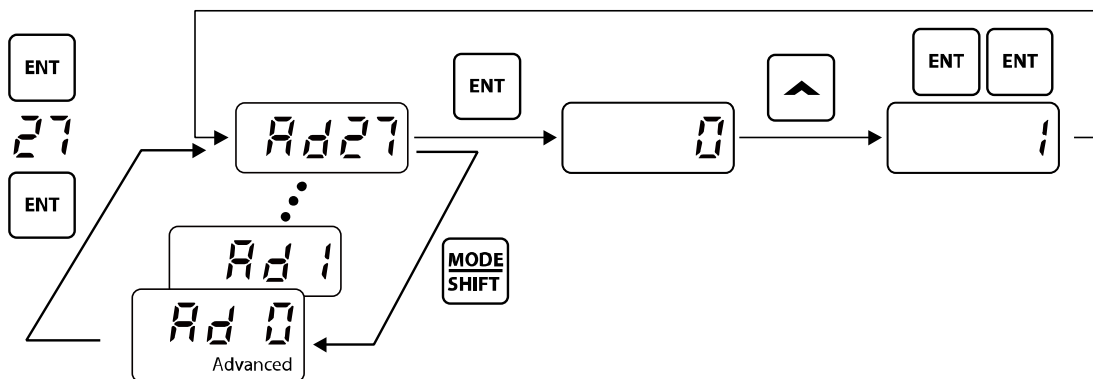 ENT
27
ENT
Ad27
Ad 1
Ad 0
Advanced
ENT
MODE
SHIFT
0
ENT ENT
1